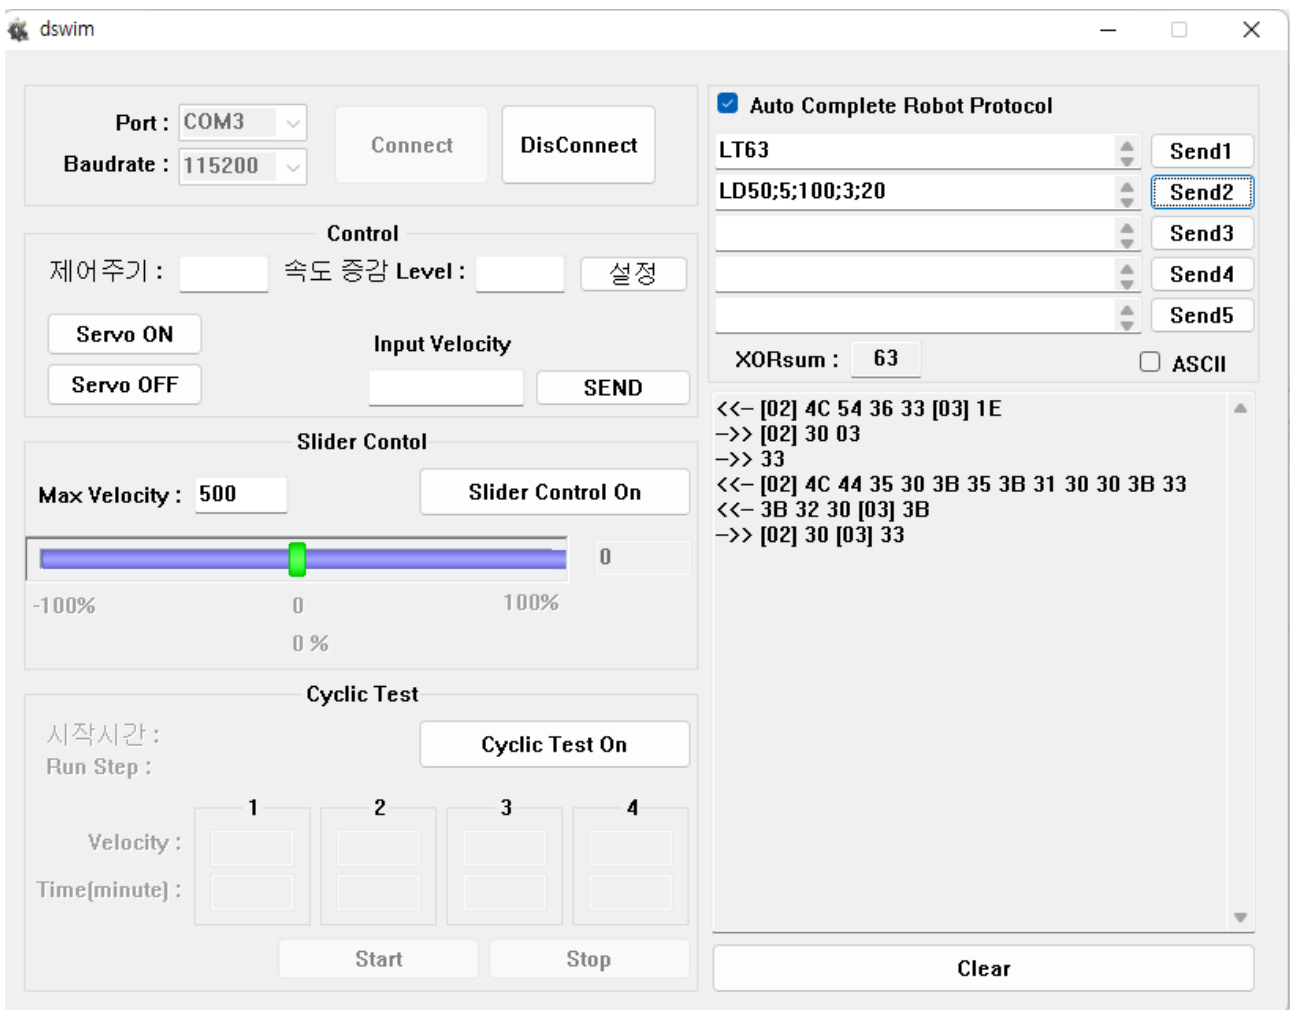 dswim
Port : COM3
Baudrate : 115200
Connect
DisConnect
Control
제어주기 :
속도 증감 Level :
설정
Servo ON
Servo OFF
Input Velocity
SEND
Slider Contol
Max Velocity : 500
Slider Control On
0
-100%
0
100%
0 %
Cyclic Test
시작시간 :
Run Step :
Cyclic Test On
1
2
3
4
Velocity :
Time(minute) :
Start
Stop
Auto Complete Robot Protocol
LT63
Send1
LD50;5;100;3;20
Send2
Send3
Send4
Send5
XORsum : 63
ASCII
<<– [02] 4C 54 36 33 [03] 1E
–>> [02] 30 03
–>> 33
<<– [02] 4C 44 35 30 3B 35 3B 31 30 30 3B 33
<<– 3B 32 30 [03] 3B
–>> [02] 30 [03] 33
Clear